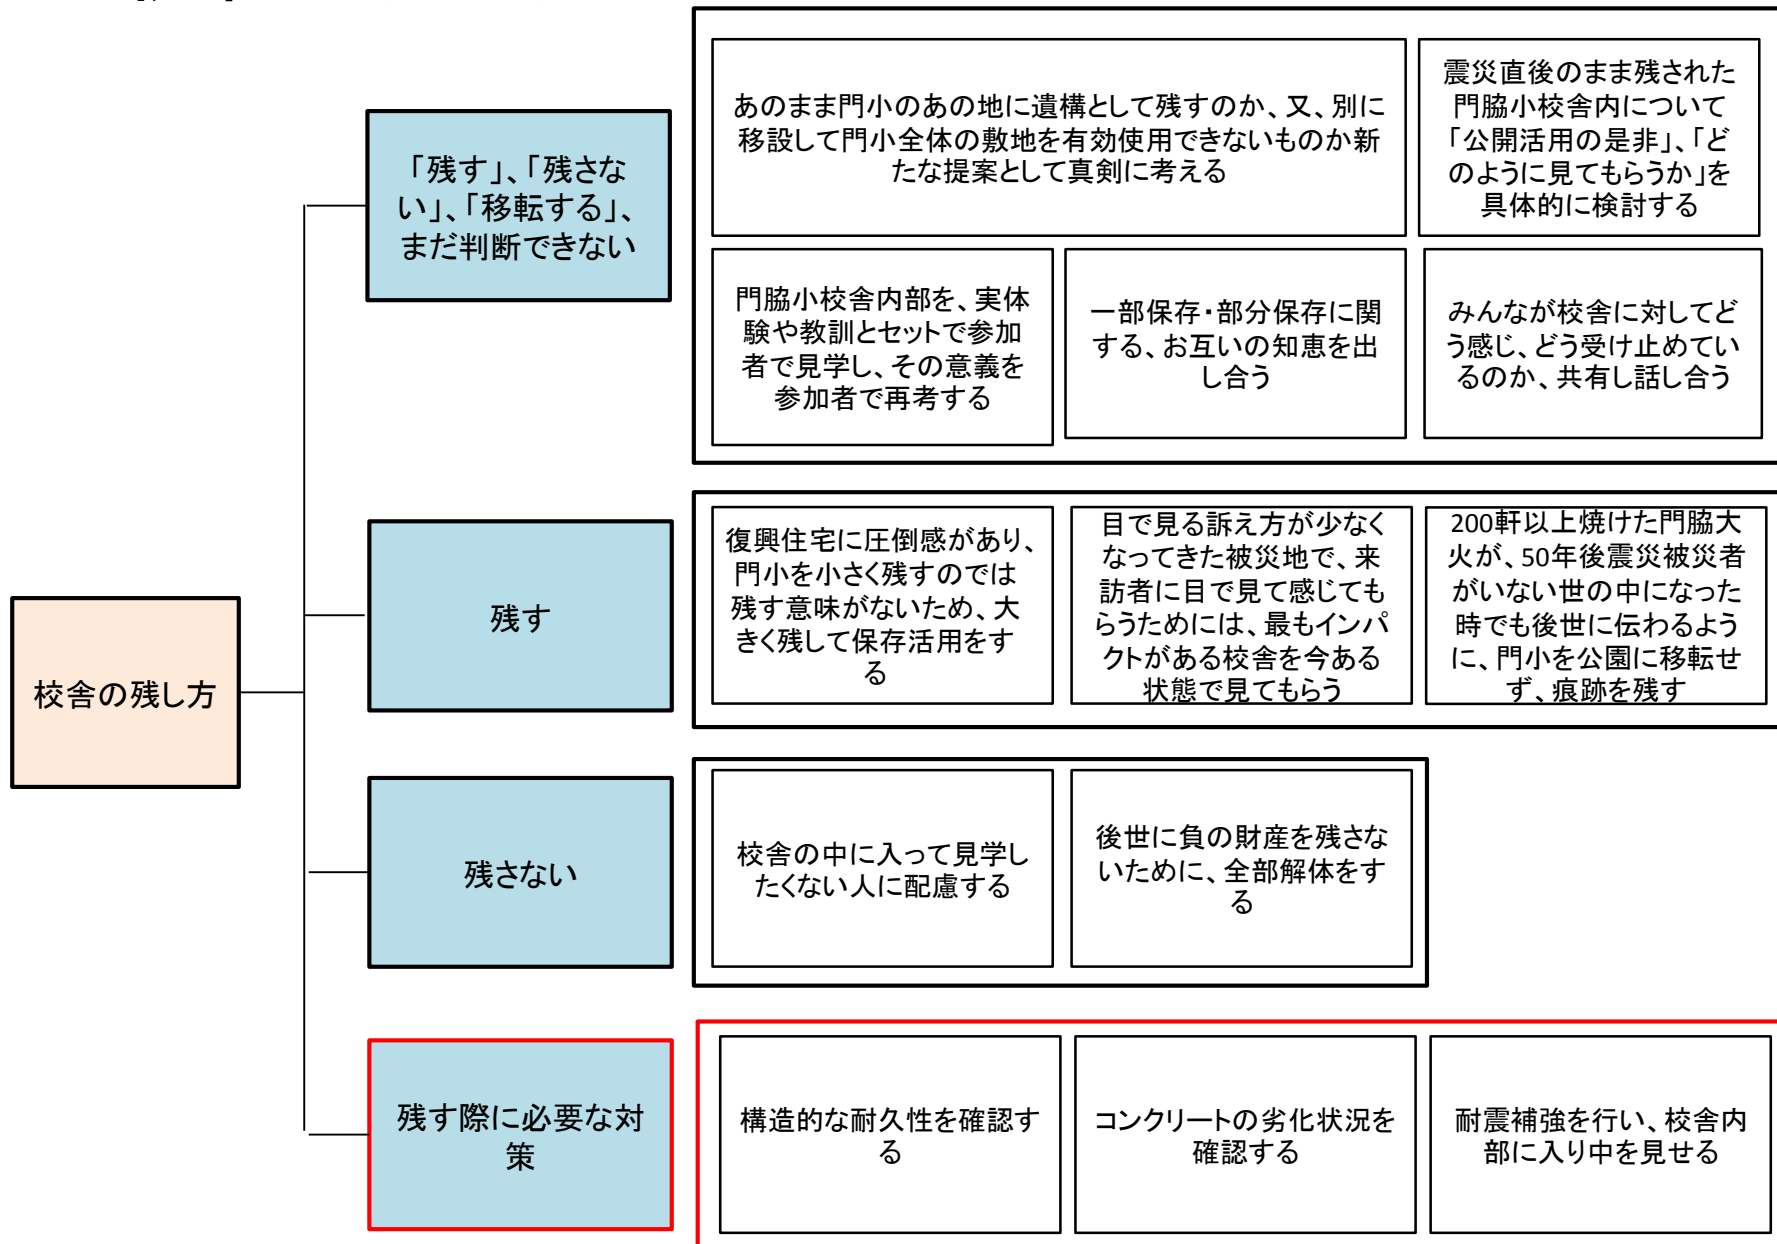 校舎の残し方
「残す」、「残さな
い」、「移転する」、
まだ判断できない
あのまま門小のあの地に遺構として残すのか、又、別に
移設して門小全体の敷地を有効使用できないものか新
たな提案として真剣に考える
震災直後のまま残された
門脇小校舎内について
「公開活用の是非」、「ど
のように見てもらうか」を
具体的に検討する
門脇小校舎内部を、実体
験や教訓とセットで参加
者で見学し、その意義を
参加者で再考する
一部保存・部分保存に関
する、お互いの知恵を出
し合う
みんなが校舎に対してど
う感じ、どう受け止めてい
るのか、共有し話し合う
残す
復興住宅に圧倒感があり、
門小を小さく残すのでは
残す意味がないため、大
きく残して保存活用をす
る
目で見る訴え方が少なく
なってきた被災地で、来
訪者に目で見て感じても
らうためには、最もインパ
クトがある校舎を今ある
状態で見てもらう
200軒以上焼けた門脇大
火が、50年後震災被災者
がいない世の中になった
時でも後世に伝わるよう
に、門小を公園に移転せ
ず、痕跡を残す
残さない
校舎の中に入って見学し
たくない人に配慮する
後世に負の財産を残さな
いために、全部解体をす
る
残す際に必要な対
策
構造的な耐久性を確認す
る
コンクリートの劣化状況を
確認する
耐震補強を行い、校舎内
部に入り中を見せる